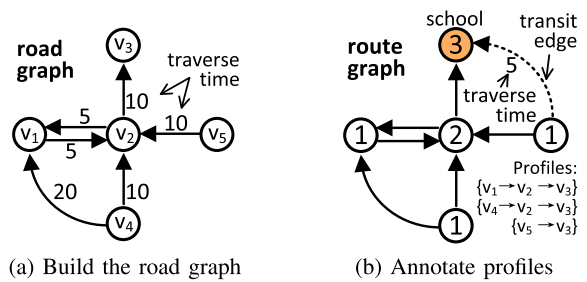 road
graph
v3
traverse
time
10
5
v1
v2
10
v5
5
20
10
v4
(a) Build the road graph
school
transit
edge
route
graph
3
5
traverse
time
1
2
1
Profiles:
{v1→v2→v3}
{v4→v2→v3}
{v5→v3}
1
(b) Annotate profiles